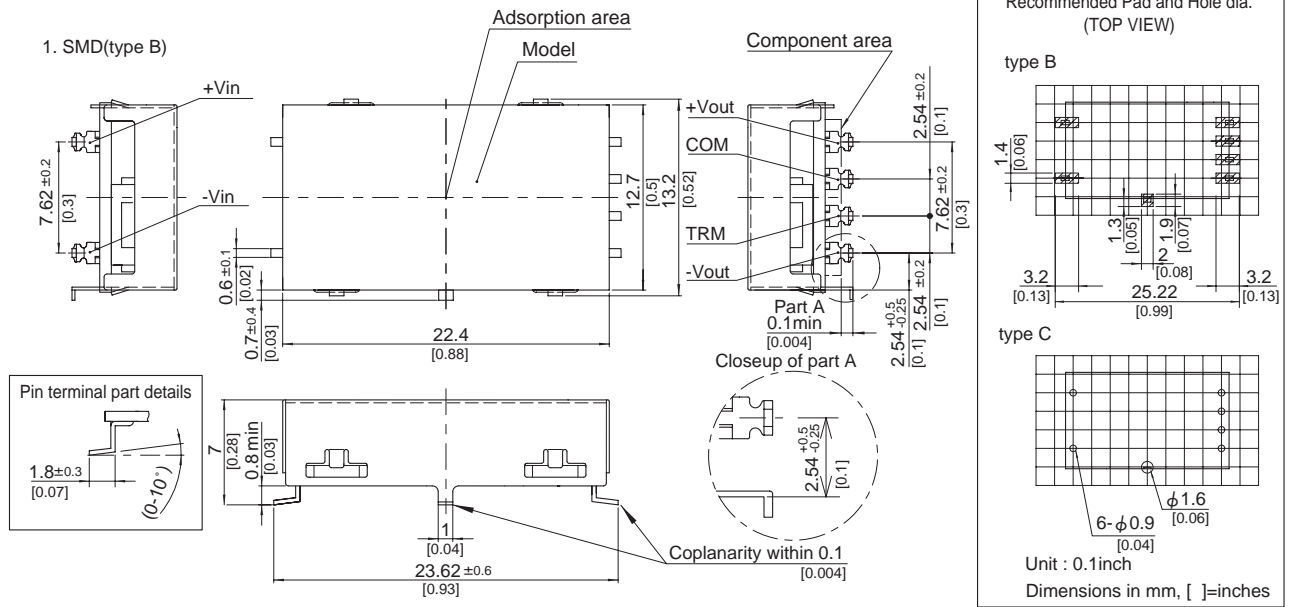 1. SMD(type B)
Adsorption area
Model
+Vin
-Vin
7.62 ±0.2
[0.3]
0.6 ±0.1
[0.02]
0.7±0.4
[0.03]
22.4
[0.88]
12.7
[0.5]
13.2
[0.52]
Component area
+Vout
COM
TRM
-Vout
2.54 ±0.2
[0.1]
7.62 ±0.2
[0.3]
2.54 ±0.2
[0.1]
2.54 +0.5 -0.25
[0.1]
Part A
0.1min
[0.004]
Closeup of part A
2.54 +0.5 -0.25
[0.1]
Pin terminal part details
1.8±0.3
[0.07]
(0-10°)
7
[0.28]
0.8 min
[0.03]
1
[0.04]
23.62 ±0.6
[0.93]
Coplanarity within 0.1
[0.004]
Recommended Pad and Hole dia.
(TOP VIEW)
type B
1.4
[0.06]
1.3
[0.05]
1.9
[0.07]
2
[0.08]
3.2
[0.13]
25.22
[0.99]
3.2
[0.13]
type C
ϕ1.6
[0.06]
6-ϕ0.9
[0.04]
Unit : 0.1inch
Dimensions in mm, [ ]=inches